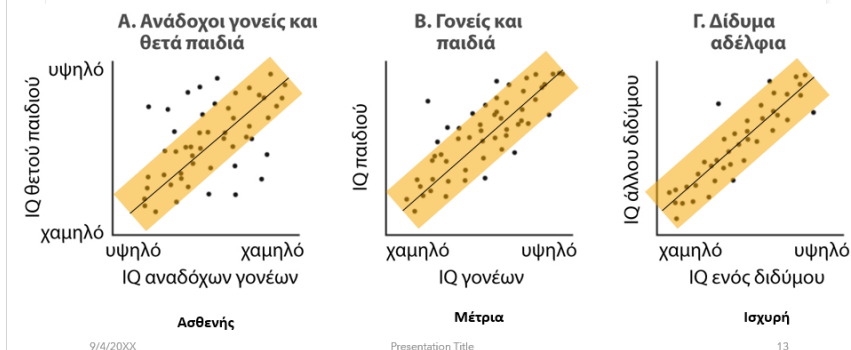 Α. Ανάδοχοι γονείς και
θετά παιδιά
Β. Γονείς και
παιδιά
Γ. Δίδυμα
αδέλφια
υψηλό
IQ θετού παιδιού
χαμηλό
υψηλό
χαμηλό
IQ αναδόχων γονέων
IQ παιδιού
χαμηλό
υψηλό
IQ γονέων
IQ άλλου διδύμου
χαμηλό
υψηλό
IQ ενός διδύμου
Ασθενής
Μέτρια
Ισχυρή
9/4/20XX
Presentation Title
13